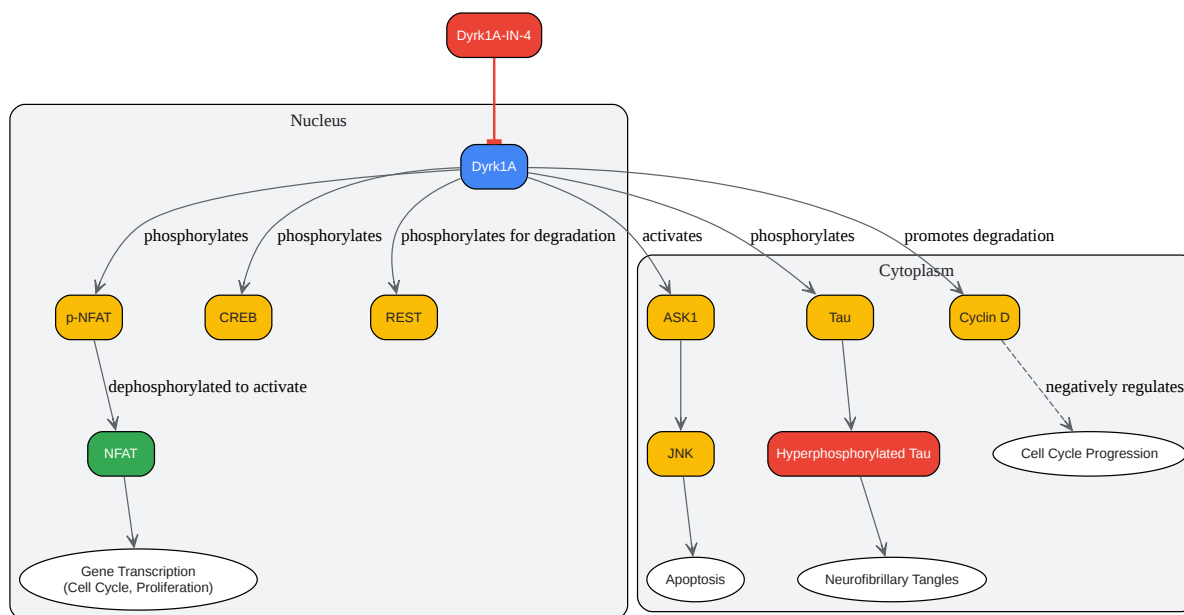 Dyrk1A-IN-4
Nucleus
Dyrk1A
phosphorylates
phosphorylates
phosphorylates for degradation
activates
phosphorylates
promotes degradation
Cytoplasm
p-NFAT
CREB
REST
ASK1
Tau
Cyclin D
dephosphorylated to activate
negatively regulates
NFAT
JNK
Hyperphosphorylated Tau
Cell Cycle Progression
Gene Transcription
(Cell Cycle, Proliferation)
Apoptosis
Neurofibrillary Tangles